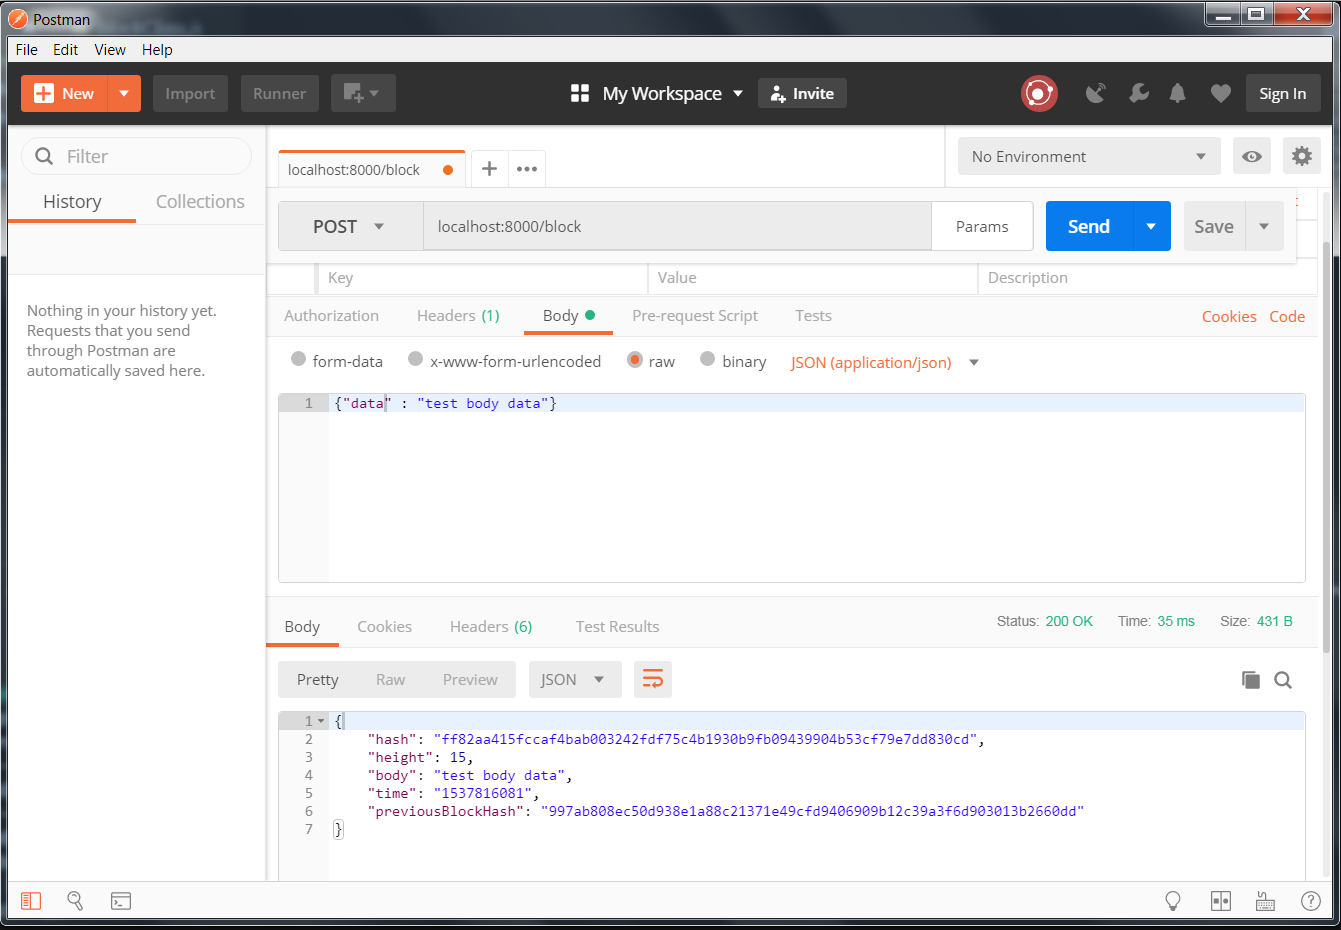 Postman
File Edit View Help
New Import Runner My Workspace Invite Sign In
Filter
History Collections
Nothing in your history yet.
Requests that you send
through Postman are
automatically saved here.
localhost:8000/block
No Environment
POST localhost:8000/block Params Send Save
Key Value Description
Authorization Headers (1) Body Pre-request Script Tests Cookies Code
form-data x-www-form-urlencoded raw binary JSON (application/json)
1 {"data" : "test body data"}
Body Cookies Headers (6) Test Results Status: 200 OK Time: 35 ms Size: 431 B
Pretty Raw Preview JSON
1 {
2 "hash": "ff82aa415fccaf4bab003242fdf75c4b1930b9fb09439904b53cf79e7dd830cd",
3 "height": 15,
4 "body": "test body data",
5 "time": "1537816081",
6 "previousBlockHash": "997ab808ec50d938e1a88c21371e49cfd9406909b12c39a3f6d903013b2660dd"
7 }